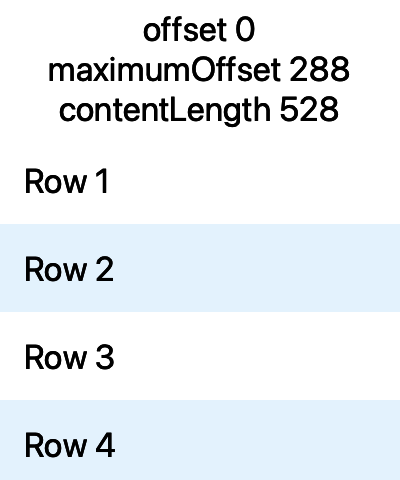 offset 0
maximumOffset 288
contentLength 528
Row 1
Row 2
Row 3
Row 4